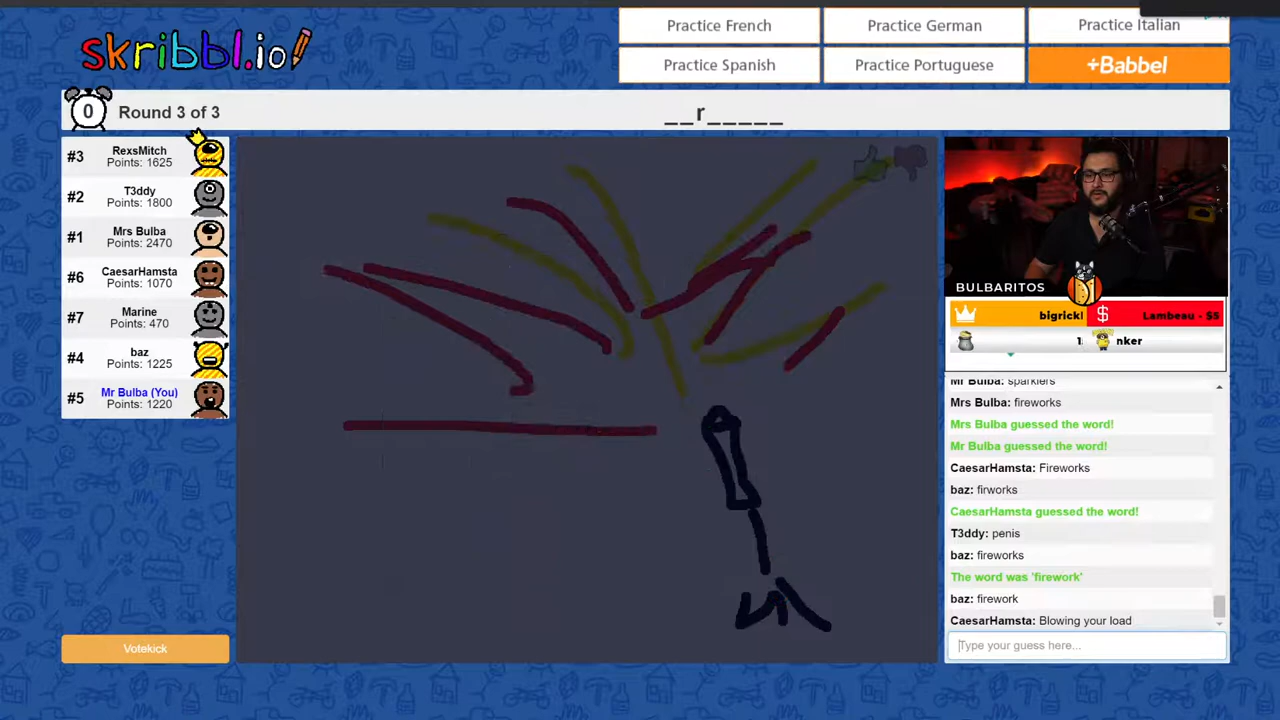 Practice French
Practice German
Practice Italian
skribbl.io
Practice Spanish
Practice Portuguese
+Babbel
0
Round 3 of 3
__r_____
#3
RexsMitch
Points: 1625
#2
T3ddy
Points: 1800
#1
Mrs Bulba
Points: 2470
#6
CaesarHamsta
Points: 1070
#7
Marine
Points: 470
#4
baz
Points: 1225
#5
Mr Bulba (You)
Points: 1220
Votekick
BULBARITOS
bigrick!
$
Lambeau - $5
nker
Mr Bulba: sparklers
Mrs Bulba: fireworks
Mrs Bulba guessed the word!
Mr Bulba guessed the word!
CaesarHamsta: Fireworks
baz: firworks
CaesarHamsta guessed the word!
T3ddy: penis
baz: fireworks
The word was 'firework'
baz: firework
CaesarHamsta: Blowing your load
Type your guess here...